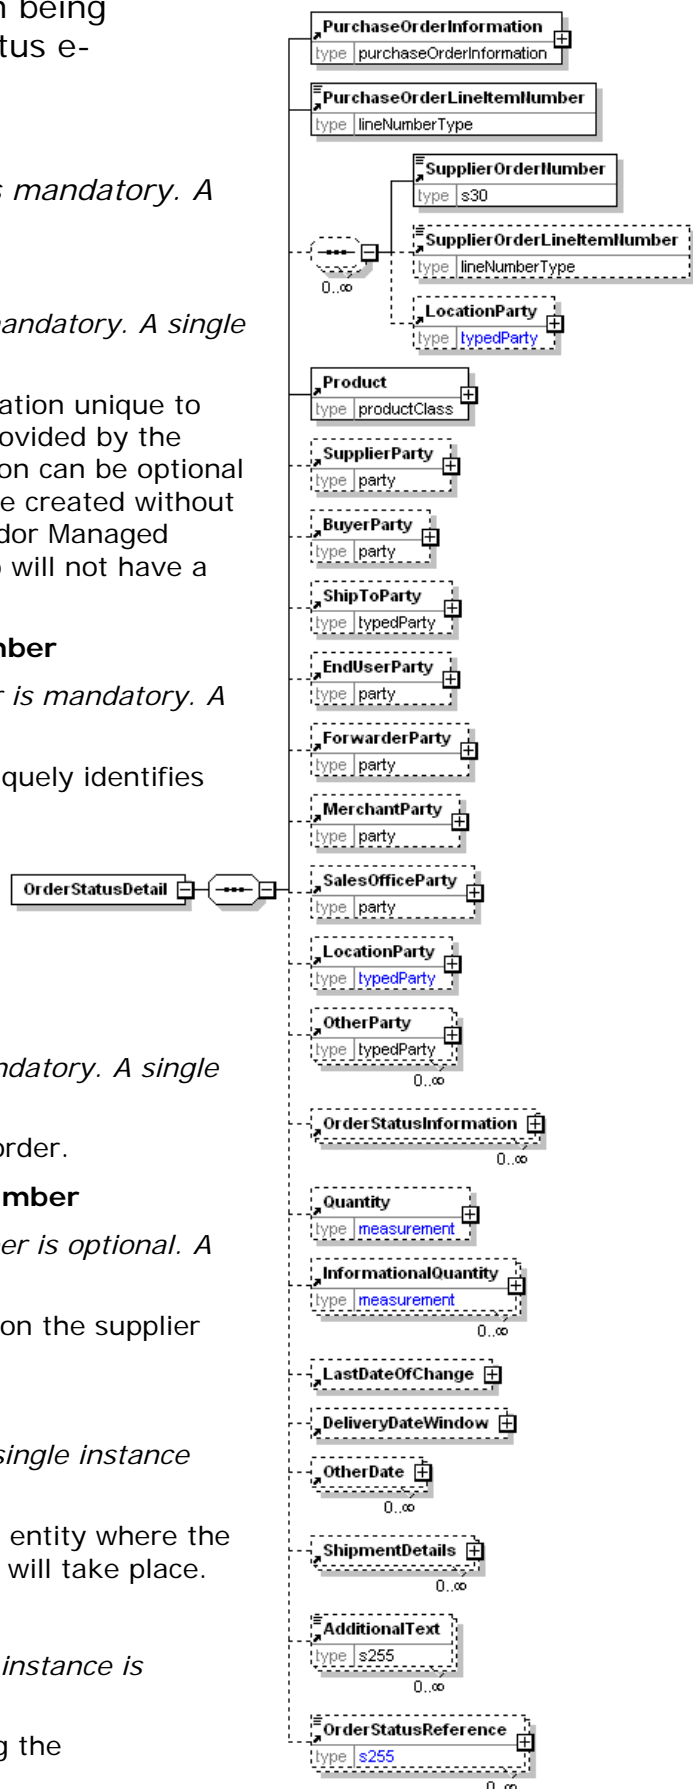 n being
tus e-
s mandatory. A
andatory. A single
ation unique to
rovided by the
on can be optional
e created without
dor Managed
will not have a
nber
r is mandatory. A
quely identifies
ndatory. A single
order.
umber
er is optional. A
on the supplier
single instance
entity where the
will take place.
instance is
g the
OrderStatusDetail
PurchaseOrderInformation
type purchaseOrderInformation
PurchaseOrderLineItemNumber
type lineNumberType
0..∞
SupplierOrderNumber
type s30
SupplierOrderLineItemNumber
type lineNumberType
LocationParty
type typedParty
Product
type productClass
SupplierParty
type party
BuyerParty
type party
ShipToParty
type typedParty
EndUserParty
type party
ForwarderParty
type party
MerchantParty
type party
SalesOfficeParty
type party
LocationParty
type typedParty
OtherParty
type typedParty
0..∞
OrderStatusInformation
0..∞
Quantity
type measurement
InformationalQuantity
type measurement
0..∞
LastDateOfChange
DeliveryDateWindow
OtherDate
0..∞
ShipmentDetails
0..∞
AdditionalText
type s255
0..∞
OrderStatusReference
type s255
0..∞